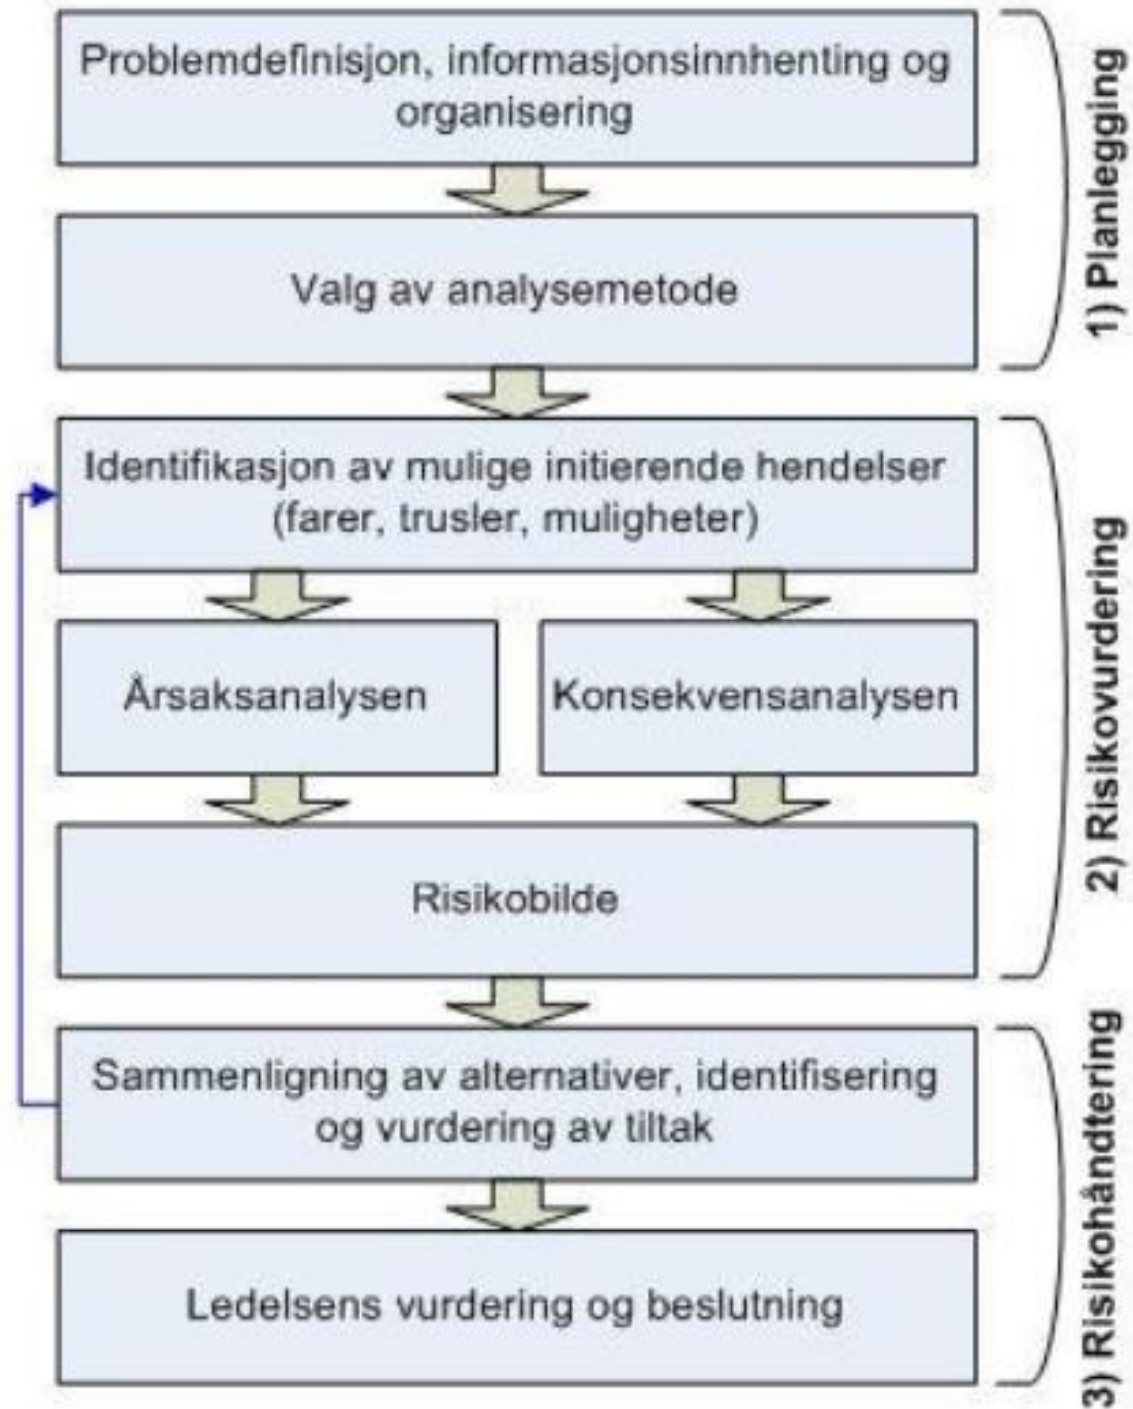 Problemdefinisjon, informasjonsinnhenting og
organisering
1) Planlegging
Valg av analysemetode
Identifikasjon av mulige initierende hendelser
(farer, trusler, muligheter)
2) Risikovurdering
Årsaksanalysen
Konsekvensanalysen
Risikobilde
Sammenligning av alternativer, identifisering
og vurdering av tiltak
3) Risikohåndtering
Ledelsens vurdering og beslutning